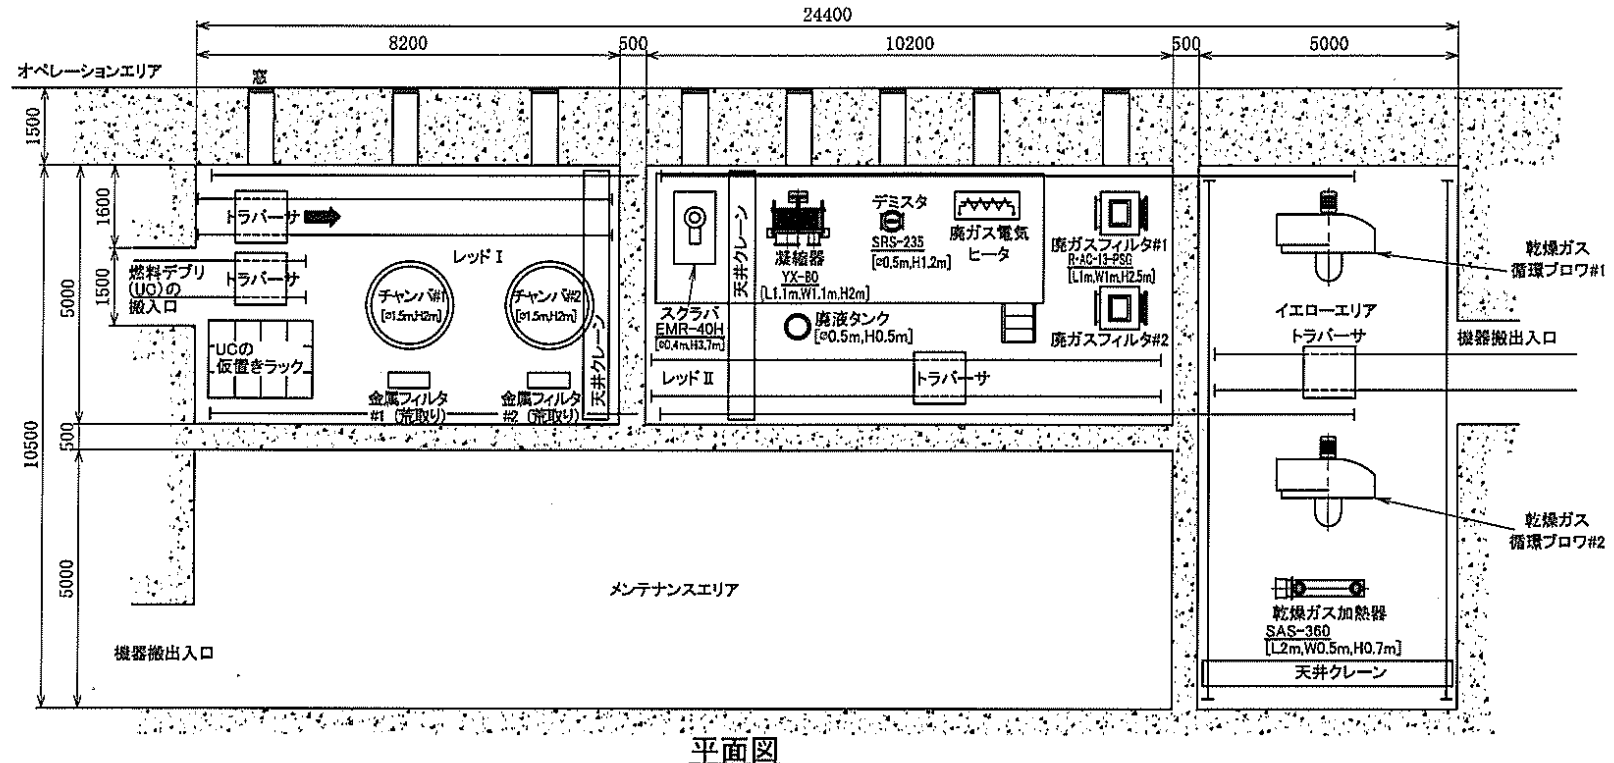 24400
8200
500
10200
500
5000
オペレーションエリア
窓
1500
1600
1500
5000
500
10500
5000
トラバーサ
レッドⅠ
燃料デブリ
(UC)の
搬入口
トラバーサ
チャンバ#1
[ø1.5m,H2m]
チャンバ#2
[ø1.5m,H2m]
UCの
仮置きラック
金属フィルタ
#1 (荒取り)
金属フィルタ
#2 (荒取り)
天井クレーン
天井クレーン
スクラバ
EMR-40H
[ø0.4m,H3.7m]
凝縮器
YX-80
[L1.1m,W1.1m,H2m]
デミスタ
SRS-235
[ø0.5m,H1.2m]
廃ガス電気
ヒータ
廃ガスフィルタ#1
R・AC-13-PSG
[L1m,W1m,H2.5m]
廃液タンク
[ø0.5m,H0.5m]
廃ガスフィルタ#2
レッドⅡ
トラバーサ
乾燥ガス
循環ブロワ#1
イエローエリア
トラバーサ
機器搬出入口
乾燥ガス
循環ブロワ#2
乾燥ガス加熱器
SAS-360
[L2m,W0.5m,H0.7m]
天井クレーン
メンテナンスエリア
機器搬出入口
平面図